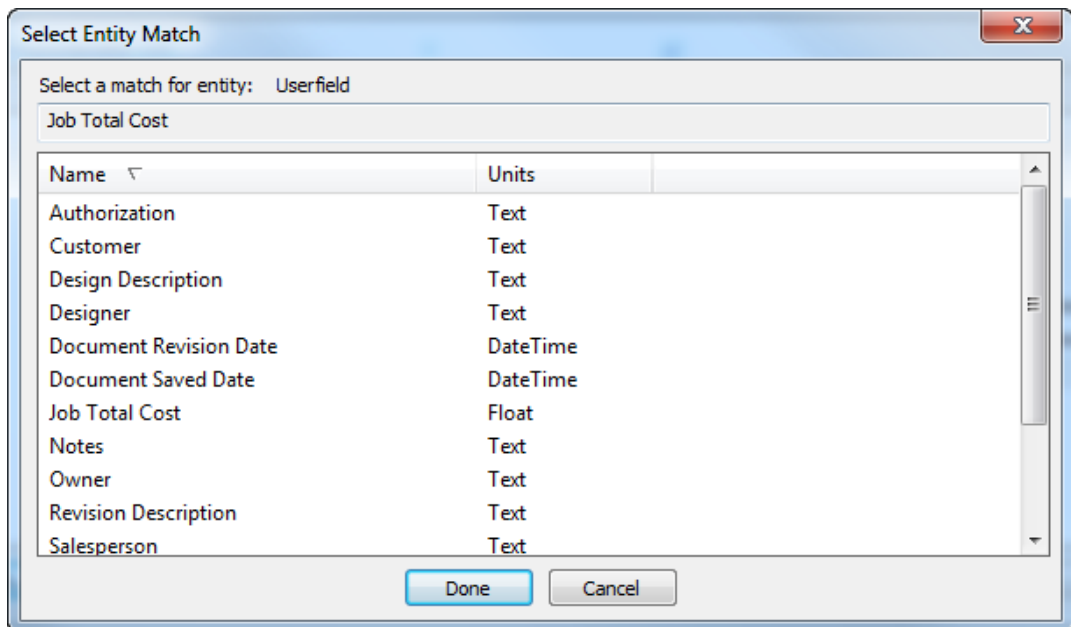 Select Entity Match
Select a match for entity: Userfield
Job Total Cost
Name Units
Authorization Text
Customer Text
Design Description Text
Designer Text
Document Revision Date DateTime
Document Saved Date DateTime
Job Total Cost Float
Notes Text
Owner Text
Revision Description Text
Salesperson Text
Done Cancel